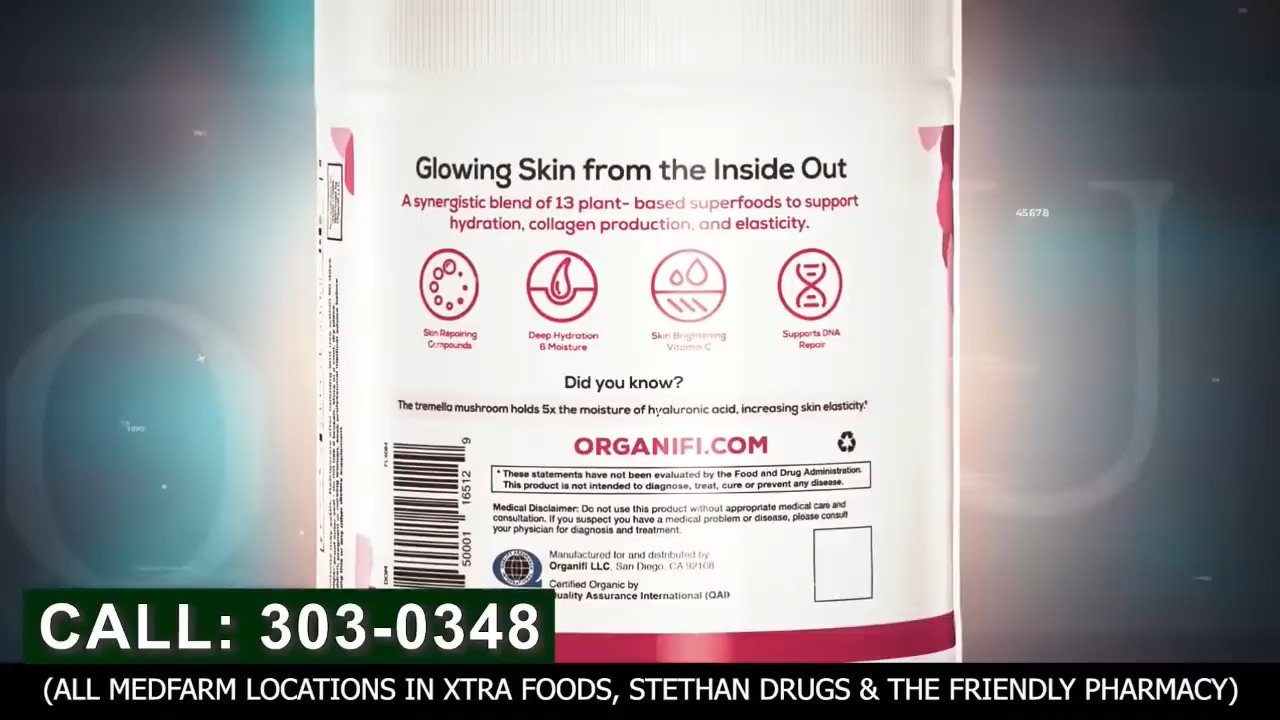 Glowing Skin from the Inside Out
A synergistic blend of 13 plant- based superfoods to support
hydration, collagen production, and elasticity.
Skin Repairing
Compounds
Deep Hydration
& Moisture
Skin Brightening
Vitamin C
Supports DNA
Repair
Did you know?
The tremella mushroom holds 5x the moisture of hyaluronic acid, increasing skin elasticity.*
ORGANIFI.COM
* These statements have not been evaluated by the Food and Drug Administration.
This product is not intended to diagnose, treat, cure or prevent any disease.
Medical Disclaimer: Do not use this product without appropriate medical care and
consultation. If you suspect you have a medical problem or disease, please consult
your physician for diagnosis and treatment.
Manufactured for and distributed by
Organifi LLC, San Diego, CA 92108
Certified Organic by
Quality Assurance International (QAI)
50001 16512 9
45678
CALL: 303-0348
(ALL MEDFARM LOCATIONS IN XTRA FOODS, STETHAN DRUGS & THE FRIENDLY PHARMACY)